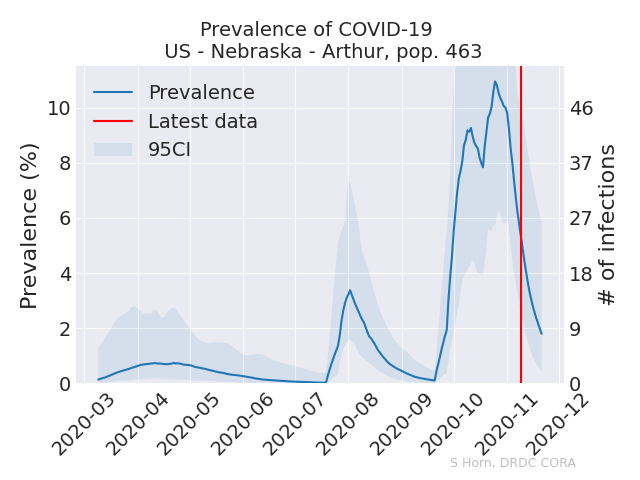 Prevalence of COVID-19
US - Nebraska - Arthur, pop. 463
Prevalence
Latest data
95CI
Prevalence (%)
10
8
6
4
2
0
46
37
27
18
9
0
# of infections
2020-03
2020-04
2020-05
2020-06
2020-07
2020-08
2020-09
2020-10
2020-11
2020-12
S Horn, DRDC CORA